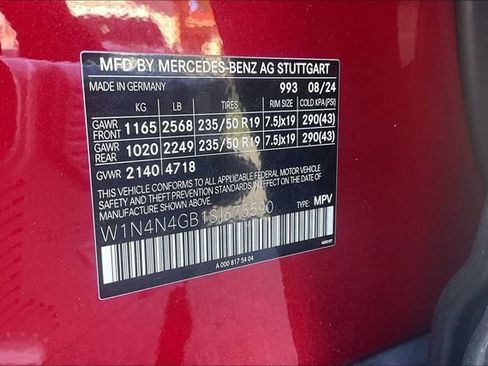 MFD BY MERCEDES-BENZ AG STUTTGART
MADE IN GERMANY 993 08/24
KG LB TIRES RIM SIZE COLD KPA (PSI)
GAWR FRONT 1165 2568 235/50 R19 7.5Jx19 290(43)
GAWR REAR 1020 2249 235/50 R19 7.5Jx19 290(43)
GVWR 2140 4718
THIS VEHICLE CONFORMS TO ALL APPLICABLE FEDERAL MOTOR VEHICLE
SAFETY BUMPER AND THEFT PREVENTION STANDARDS IN EFFECT ON THE
DATE OF MANUFACTURE SHOWN ABOVE.
W1N4N4GB1SJ675590 TYPE: MPV
A 000 817 54 04